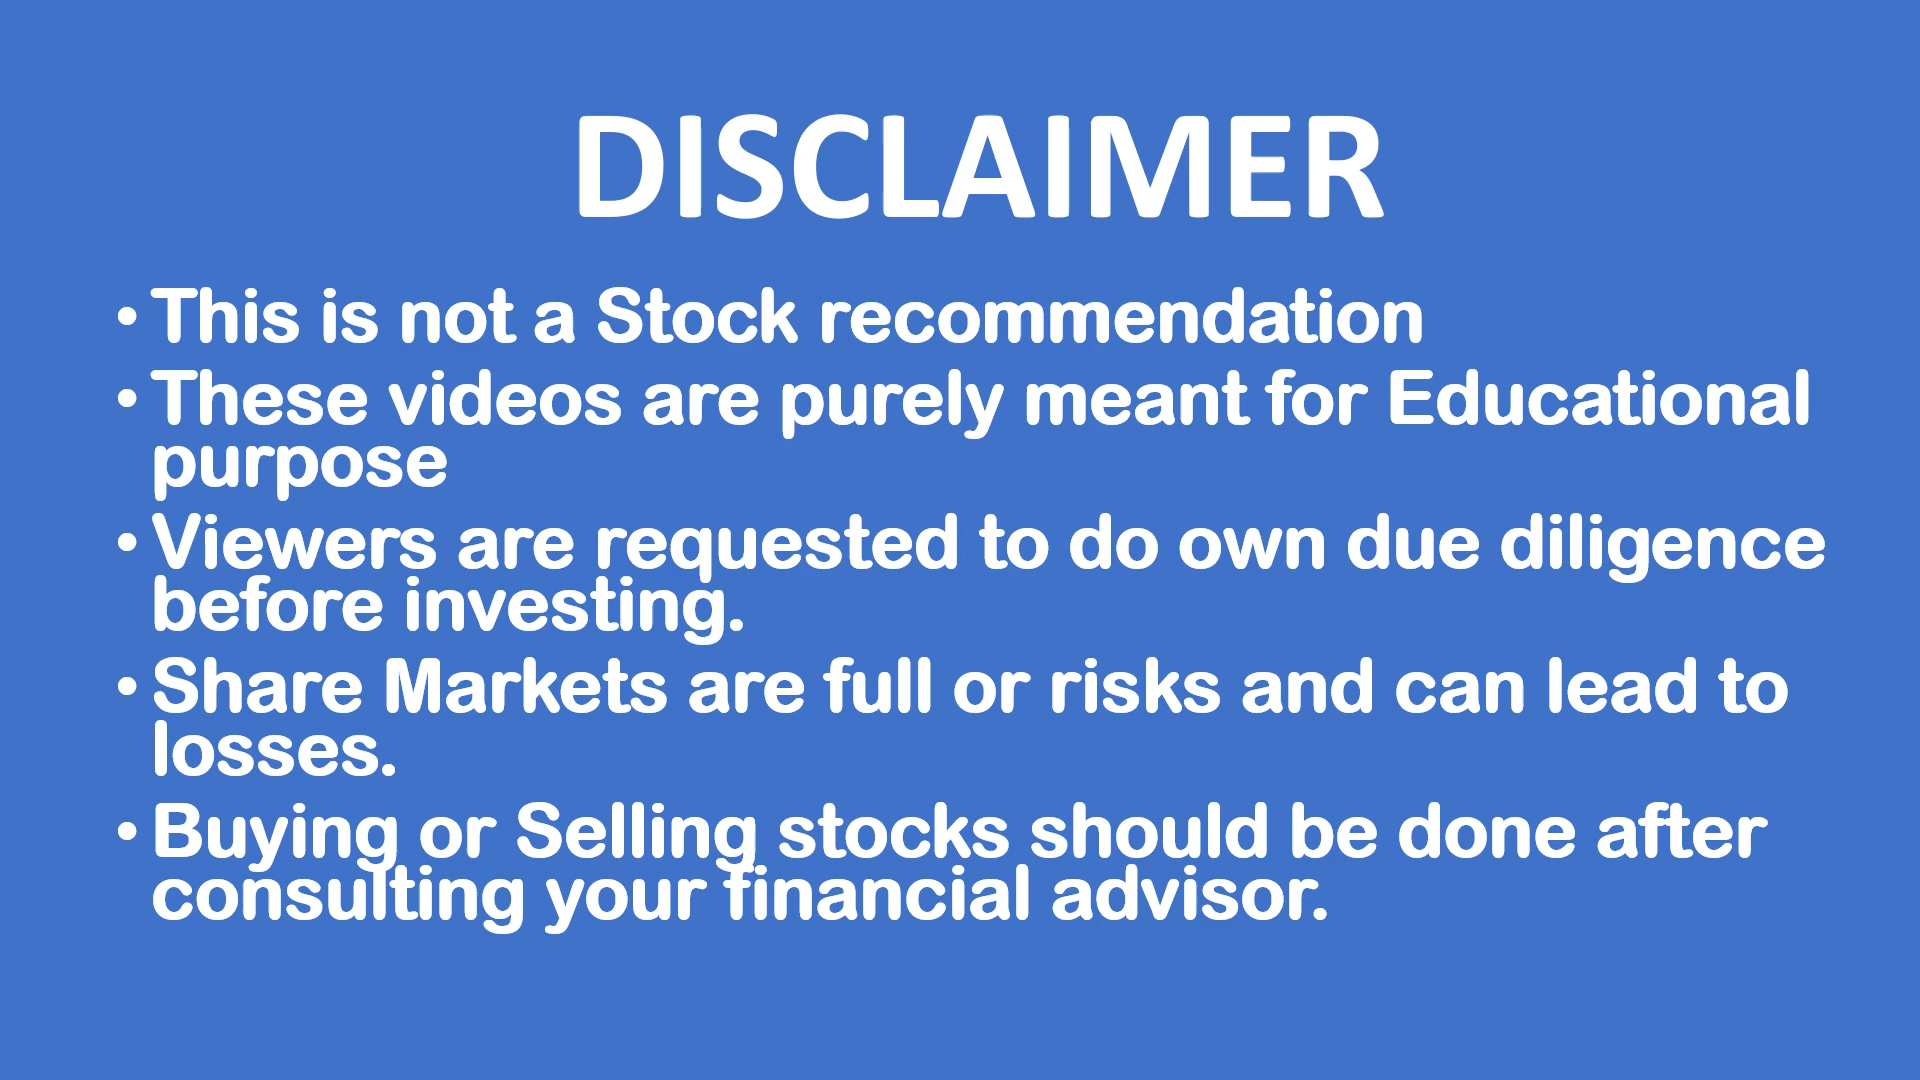 DISCLAIMER
• This is not a Stock recommendation
• These videos are purely meant for Educational
purpose
• Viewers are requested to do own due diligence
before investing.
• Share Markets are full or risks and can lead to
losses.
• Buying or Selling stocks should be done after
consulting your financial advisor.